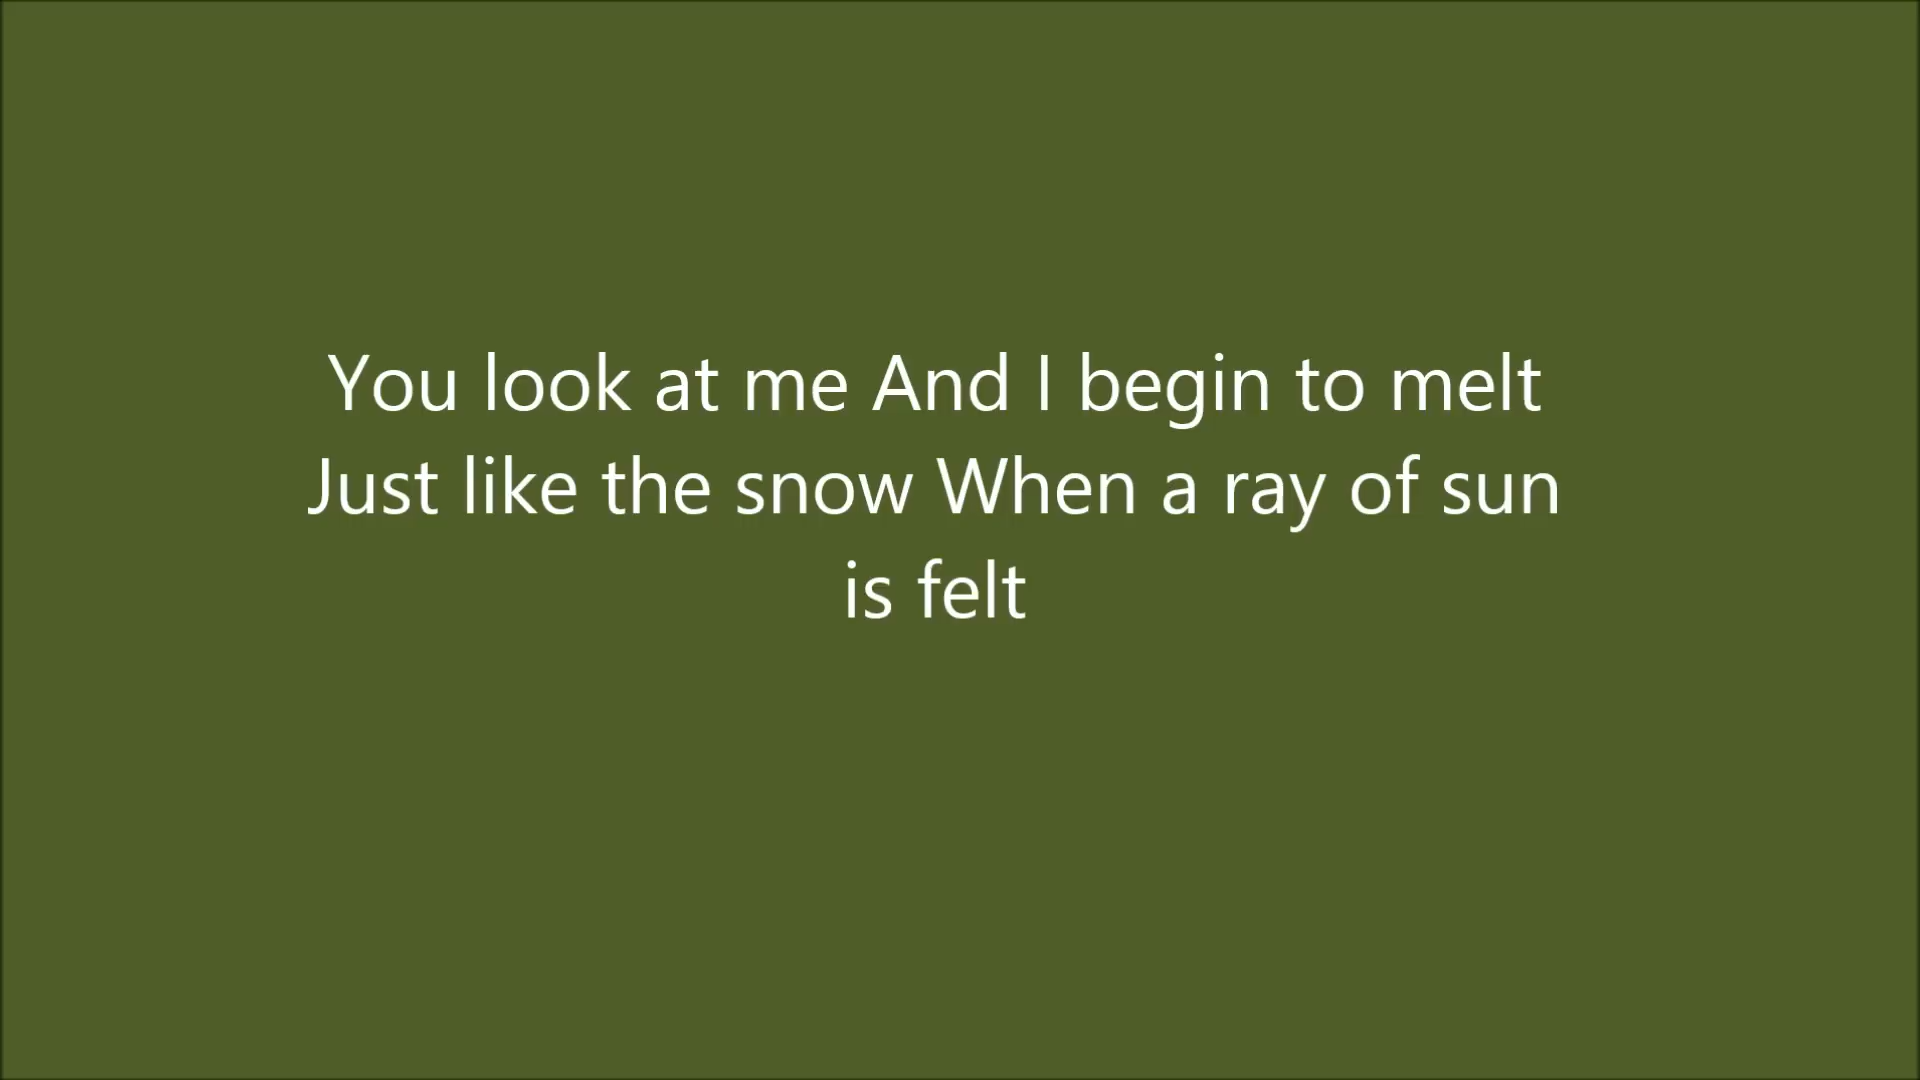 You look at me And I begin to melt
Just like the snow When a ray of sun
is felt